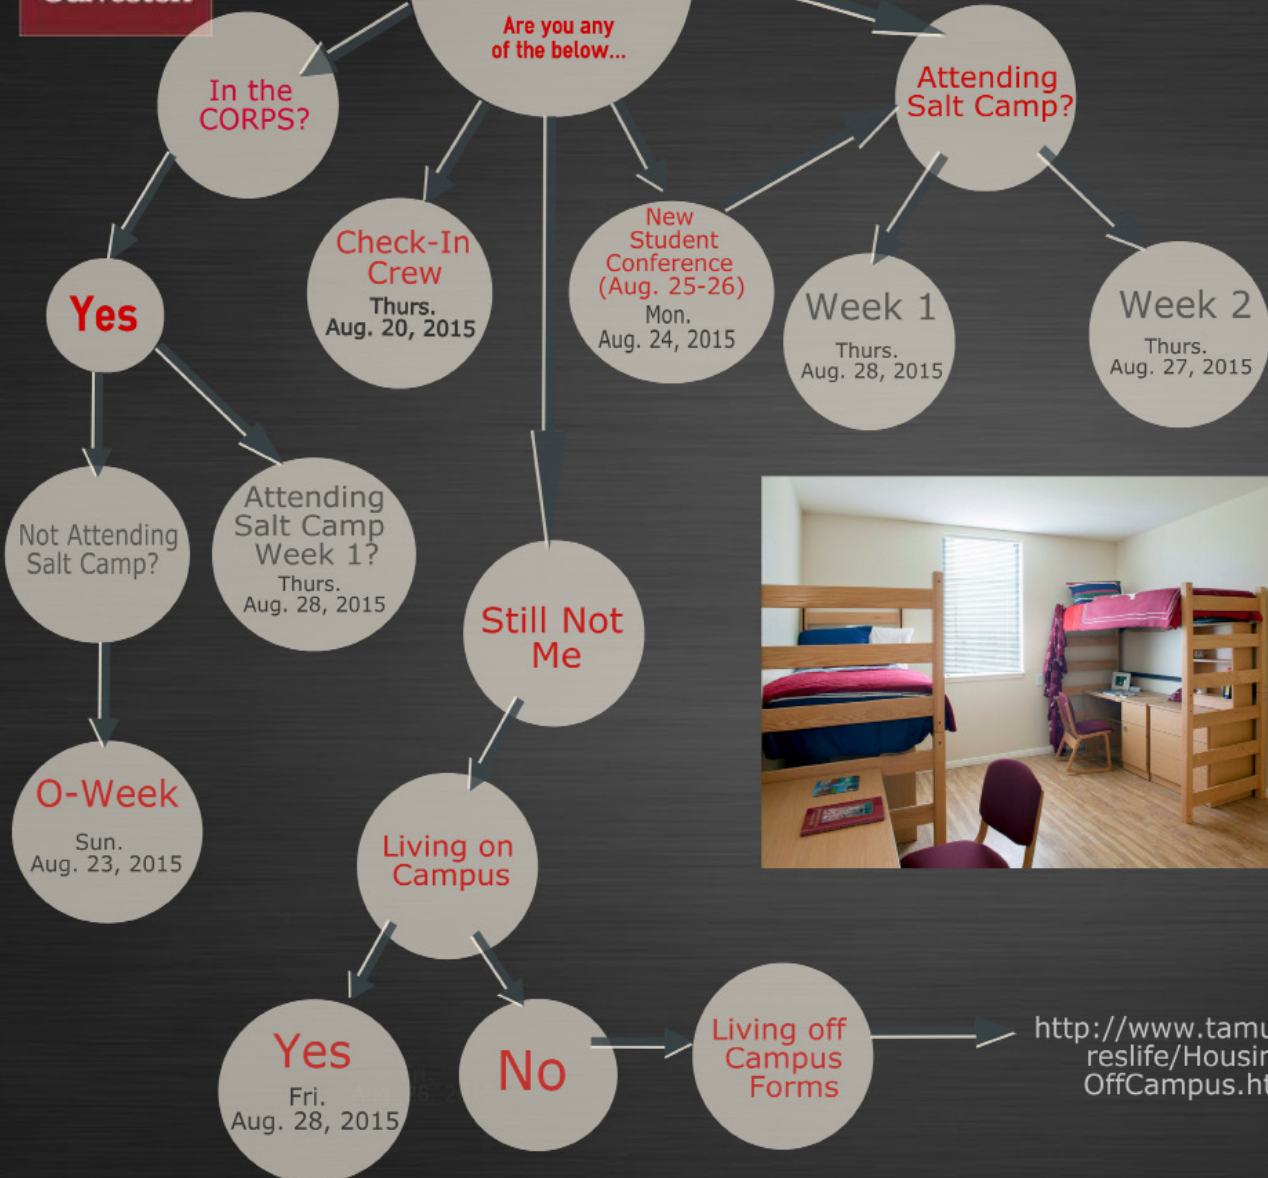 Are you any
of the below...
In the
CORPS?
Attending
Salt Camp?
Yes
Check-In
Crew
Thurs.
Aug. 20, 2015
New
Student
Conference
(Aug. 25-26)
Mon.
Aug. 24, 2015
Week 1
Thurs.
Aug. 28, 2015
Week 2
Thurs.
Aug. 27, 2015
Not Attending
Salt Camp?
Attending
Salt Camp
Week 1?
Thurs.
Aug. 28, 2015
Still Not
Me
O-Week
Sun.
Aug. 23, 2015
Living on
Campus
Yes
Fri.
Aug. 28, 2015
No
Living off
Campus
Forms
http://www.tamu
reslife/Housin
OffCampus.ht